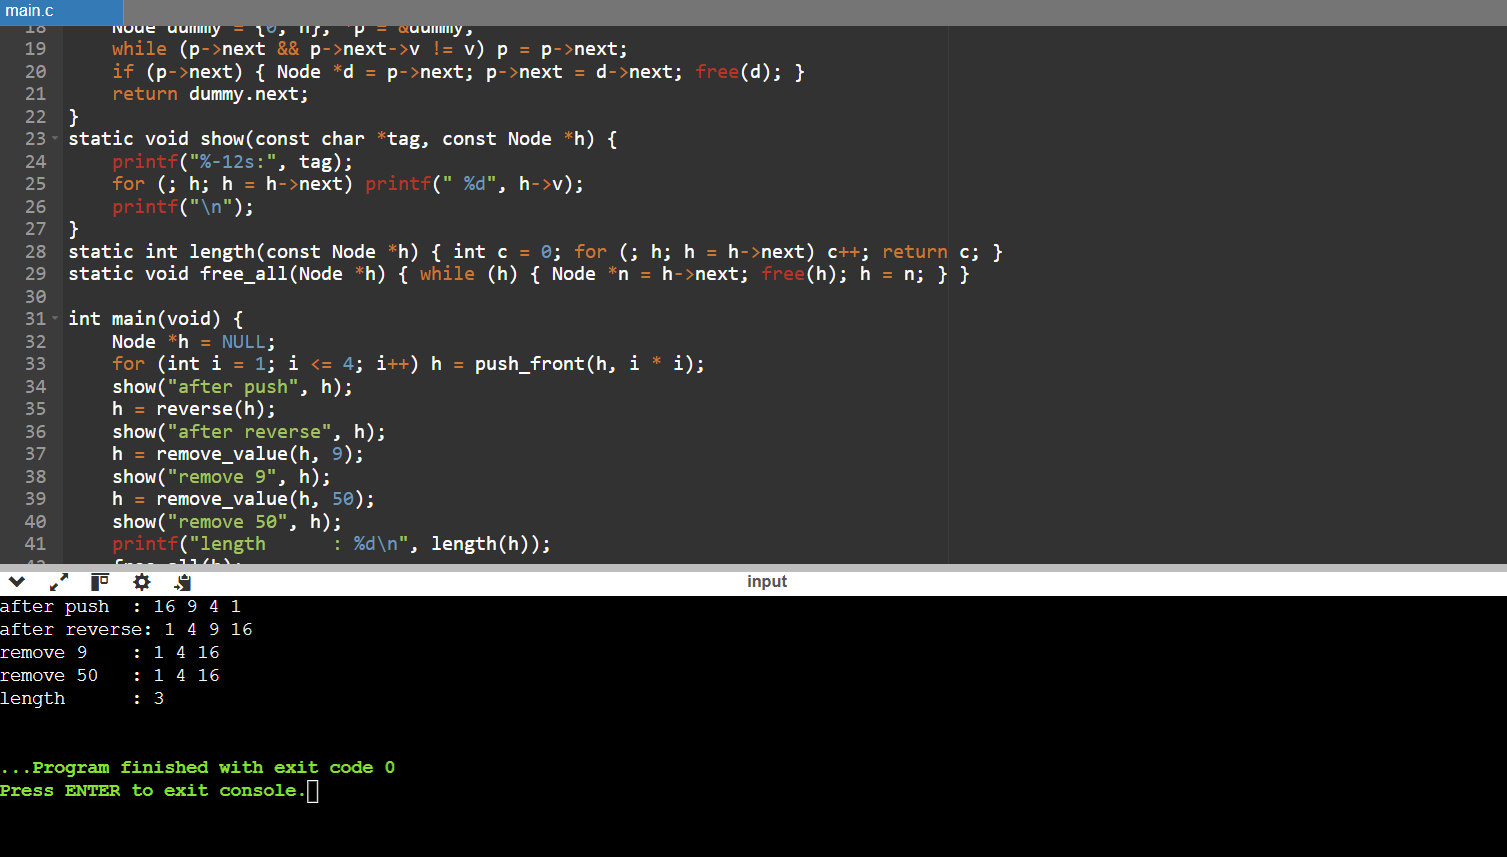 main.c
18     Node dummy = {0, h}, *p = &dummy;
19     while (p->next && p->next->v != v) p = p->next;
20     if (p->next) { Node *d = p->next; p->next = d->next; free(d); }
21     return dummy.next;
22 }
23 static void show(const char *tag, const Node *h) {
24     printf("%-12s:", tag);
25     for (; h; h = h->next) printf(" %d", h->v);
26     printf("\n");
27 }
28 static int length(const Node *h) { int c = 0; for (; h; h = h->next) c++; return c; }
29 static void free_all(Node *h) { while (h) { Node *n = h->next; free(h); h = n; } }
30
31 int main(void) {
32     Node *h = NULL;
33     for (int i = 1; i <= 4; i++) h = push_front(h, i * i);
34     show("after push", h);
35     h = reverse(h);
36     show("after reverse", h);
37     h = remove_value(h, 9);
38     show("remove 9", h);
39     h = remove_value(h, 50);
40     show("remove 50", h);
41     printf("length      : %d\n", length(h));
42     free_all(h);
input
after push  : 16 9 4 1
after reverse: 1 4 9 16
remove 9    : 1 4 16
remove 50   : 1 4 16
length      : 3
...Program finished with exit code 0
Press ENTER to exit console.